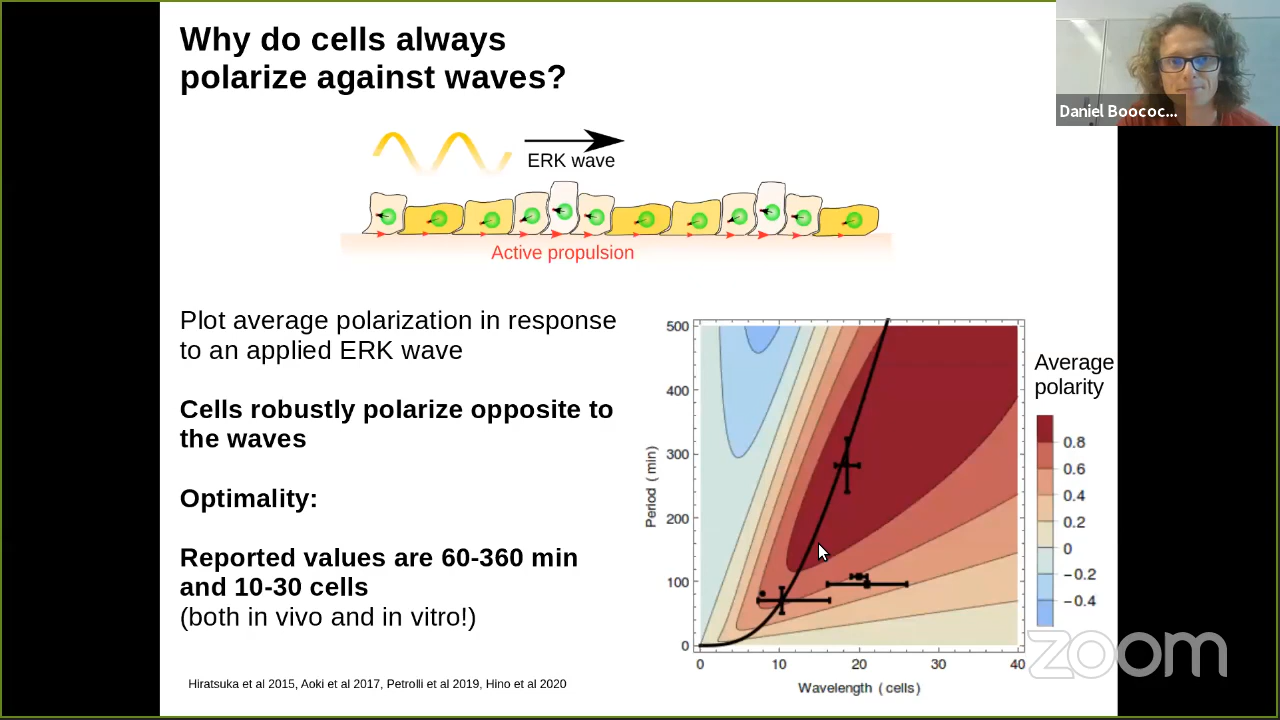 Why do cells always
polarize against waves?
Daniel Boococ...
ERK wave
Active propulsion
Plot average polarization in response
to an applied ERK wave
Cells robustly polarize opposite to
the waves
Optimality:
Reported values are 60-360 min
and 10-30 cells
(both in vivo and in vitro!)
Hiratsuka et al 2015, Aoki et al 2017, Petrolli et al 2019, Hino et al 2020
500
400
300
200
100
0
Period (min)
0 10 20 30 40
Wavelength (cells)
Average
polarity
0.8
0.6
0.4
0.2
0
−0.2
−0.4
zoom